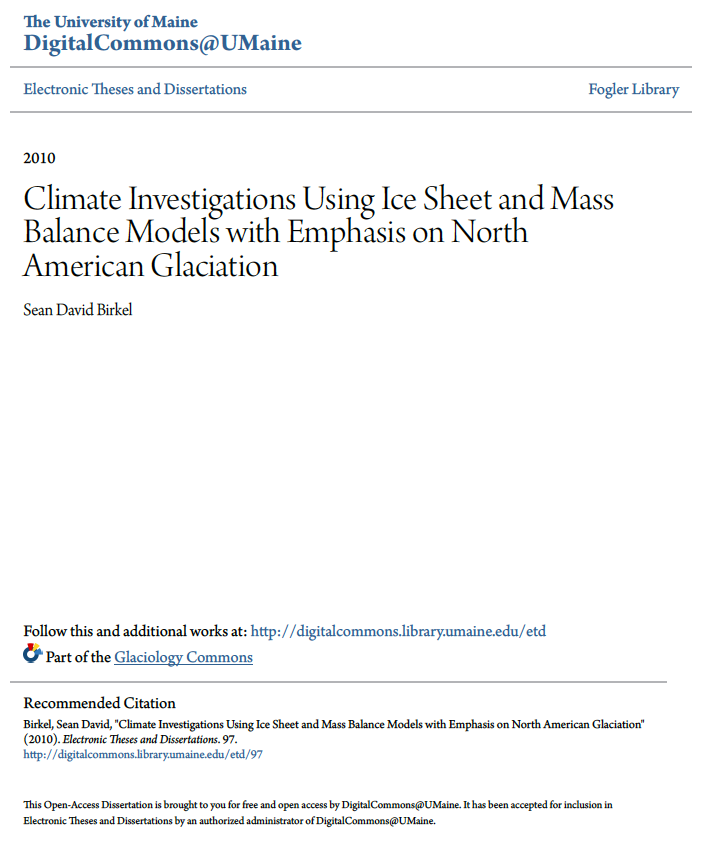 The University of Maine
DigitalCommons@UMaine
Electronic Theses and Dissertations
Fogler Library
2010
Climate Investigations Using Ice Sheet and Mass
Balance Models with Emphasis on North
American Glaciation
Sean David Birkel
Follow this and additional works at: http://digitalcommons.library.umaine.edu/etd
Part of the Glaciology Commons
Recommended Citation
Birkel, Sean David, "Climate Investigations Using Ice Sheet and Mass Balance Models with Emphasis on North American Glaciation"
(2010). Electronic Theses and Dissertations. 97.
http://digitalcommons.library.umaine.edu/etd/97
This Open-Access Dissertation is brought to you for free and open access by DigitalCommons@UMaine. It has been accepted for inclusion in
Electronic Theses and Dissertations by an authorized administrator of DigitalCommons@UMaine.